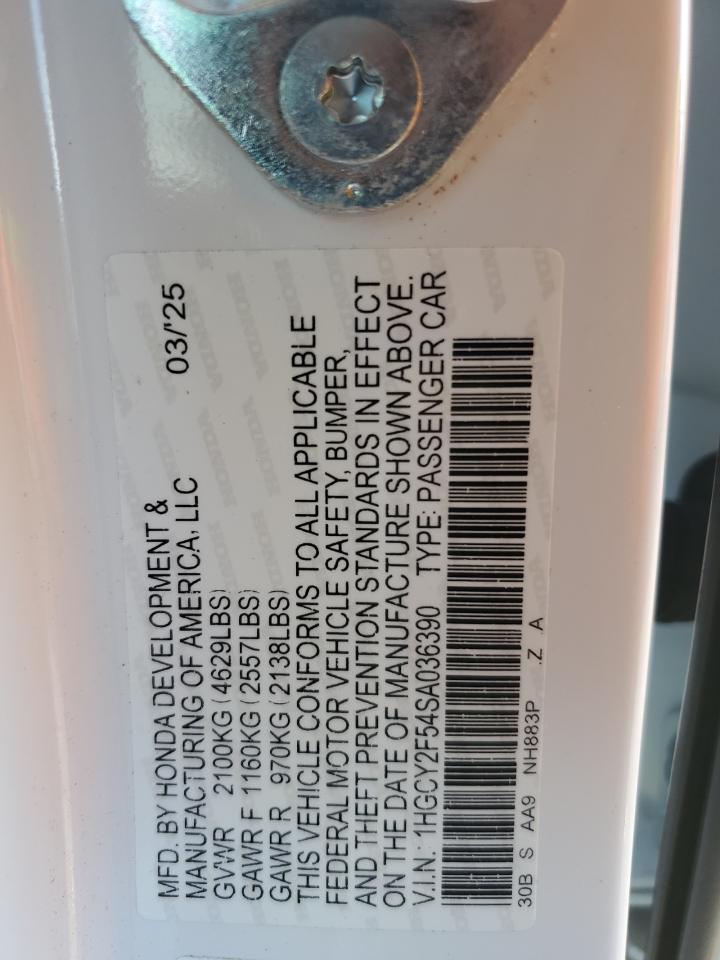 MFD. BY HONDA DEVELOPMENT &
MANUFACTURING OF AMERICA, LLC 03/'25
GVWR 2100KG (4629LBS)
GAWR F 1160KG (2557LBS)
GAWR R 970KG (2138LBS)
THIS VEHICLE CONFORMS TO ALL APPLICABLE
FEDERAL MOTOR VEHICLE SAFETY, BUMPER,
AND THEFT PREVENTION STANDARDS IN EFFECT
ON THE DATE OF MANUFACTURE SHOWN ABOVE.
V.I.N.: 1HGCY2F54SA036390 TYPE: PASSENGER CAR
30B S AA9 NH883P .Z A